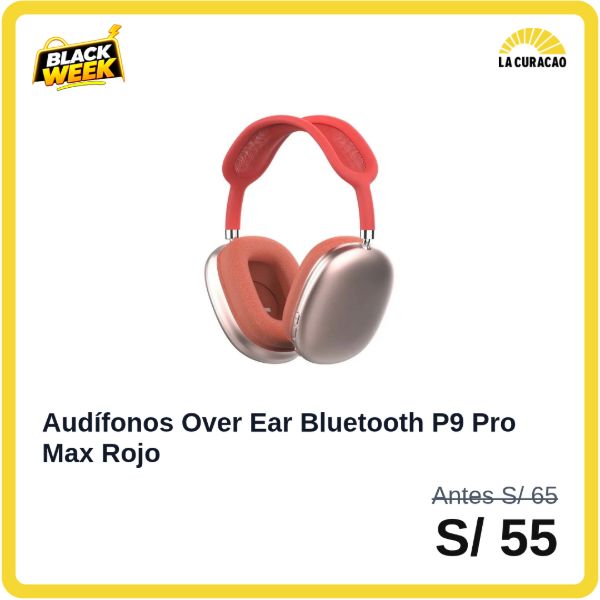 BLACK
WEEK
LA CURACAO
Audífonos Over Ear Bluetooth P9 Pro
Max Rojo
Antes S/ 65
S/ 55